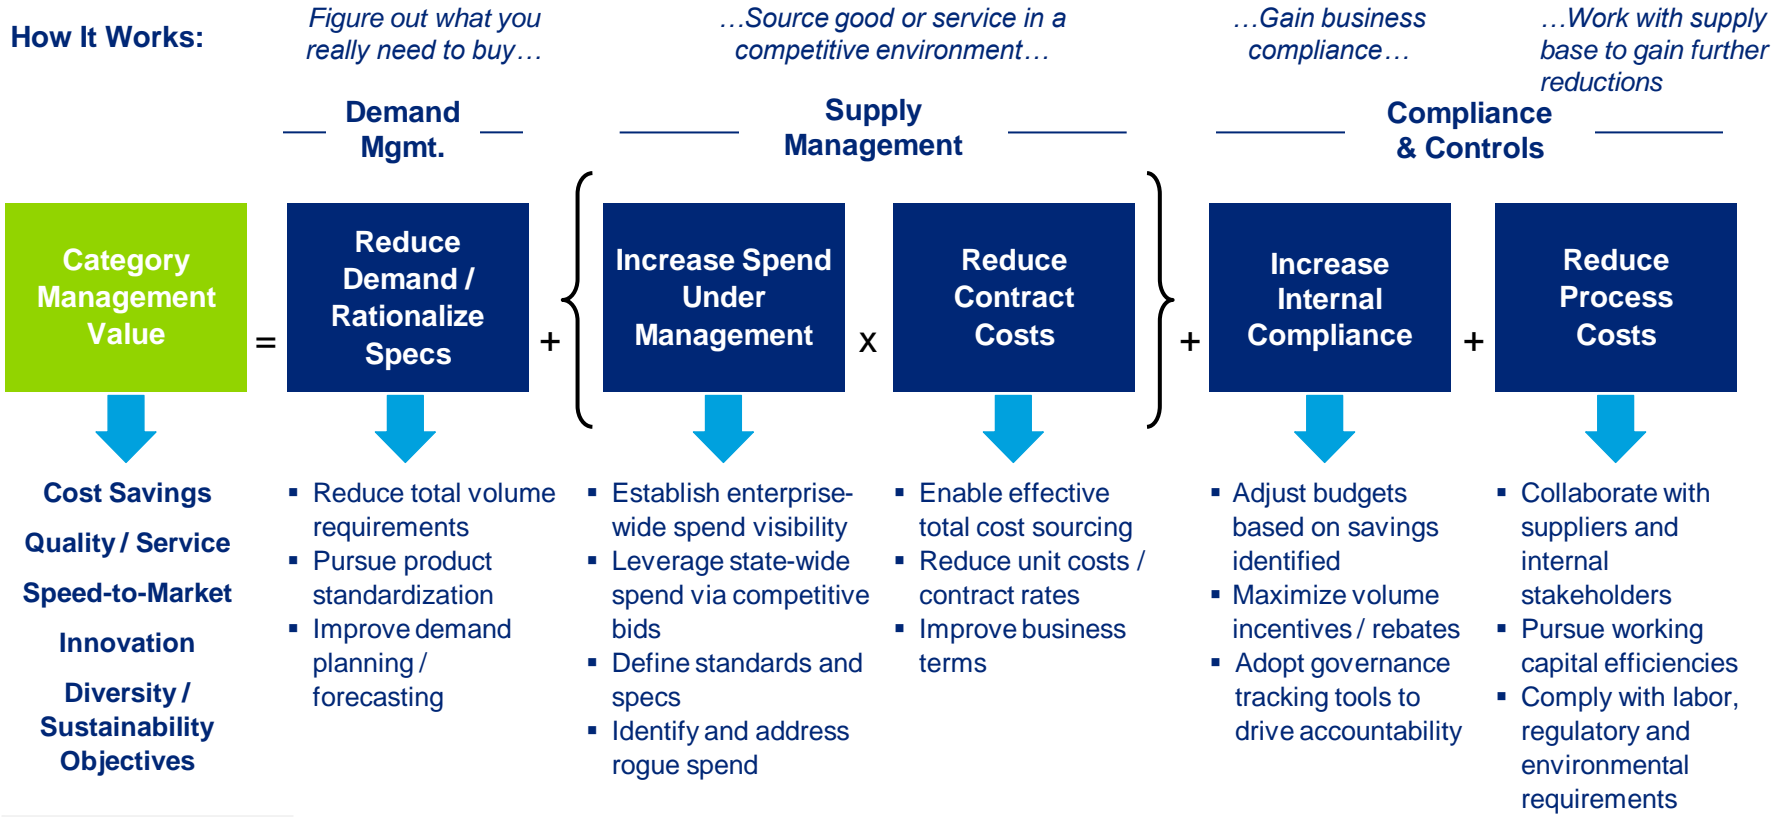 How It Works:
Figure out what you
really need to buy…
…Source good or service in a
competitive environment…
…Gain business
compliance…
…Work with supply
base to gain further
reductions
Demand
Mgmt.
Supply
Management
Compliance
& Controls
Category
Management
Value
=
Reduce
Demand /
Rationalize
Specs
+
Increase Spend
Under
Management
x
Reduce
Contract
Costs
+
Increase
Internal
Compliance
+
Reduce
Process
Costs
Cost Savings
Quality / Service
Speed-to-Market
Innovation
Diversity /
Sustainability
Objectives
▪ Reduce total volume
requirements
▪ Pursue product
standardization
▪ Improve demand
planning /
forecasting
▪ Establish enterprise-
wide spend visibility
▪ Leverage state-wide
spend via competitive
bids
▪ Define standards and
specs
▪ Identify and address
rogue spend
▪ Enable effective
total cost sourcing
▪ Reduce unit costs /
contract rates
▪ Improve business
terms
▪ Adjust budgets
based on savings
identified
▪ Maximize volume
incentives / rebates
▪ Adopt governance
tracking tools to
drive accountability
▪ Collaborate with
suppliers and
internal
stakeholders
▪ Pursue working
capital efficiencies
▪ Comply with labor,
regulatory and
environmental
requirements